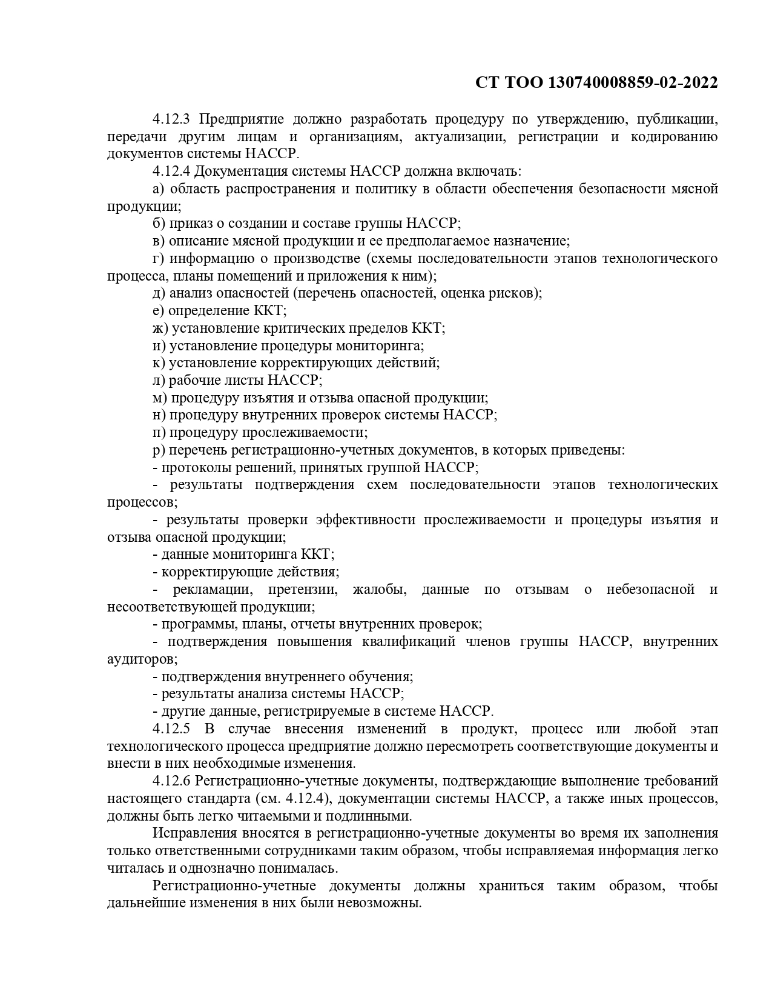 СТ ТОО 130740008859-02-2022
4.12.3 Предприятие должно разработать процедуру по утверждению, публикации,
передачи другим лицам и организациям, актуализации, регистрации и кодированию
документов системы НАССР.
4.12.4 Документация системы НАССР должна включать:
а) область распространения и политику в области обеспечения безопасности мясной
продукции;
б) приказ о создании и составе группы НАССР;
в) описание мясной продукции и ее предполагаемое назначение;
г) информацию о производстве (схемы последовательности этапов технологического
процесса, планы помещений и приложения к ним);
д) анализ опасностей (перечень опасностей, оценка рисков);
е) определение ККТ;
ж) установление критических пределов ККТ;
и) установление процедуры мониторинга;
к) установление корректирующих действий;
л) рабочие листы НАССР;
м) процедуру изъятия и отзыва опасной продукции;
н) процедуру внутренних проверок системы НАССР;
п) процедуру прослеживаемости;
р) перечень регистрационно-учетных документов, в которых приведены:
- протоколы решений, принятых группой НАССР;
- результаты подтверждения схем последовательности этапов технологических
процессов;
- результаты проверки эффективности прослеживаемости и процедуры изъятия и
отзыва опасной продукции;
- данные мониторинга ККТ;
- корректирующие действия;
- рекламации, претензии, жалобы, данные по отзывам о небезопасной и
несоответствующей продукции;
- программы, планы, отчеты внутренних проверок;
- подтверждения повышения квалификаций членов группы НАССР, внутренних
аудиторов;
- подтверждения внутреннего обучения;
- результаты анализа системы НАССР;
- другие данные, регистрируемые в системе НАССР.
4.12.5 В случае внесения изменений в продукт, процесс или любой этап
технологического процесса предприятие должно пересмотреть соответствующие документы и
внести в них необходимые изменения.
4.12.6 Регистрационно-учетные документы, подтверждающие выполнение требований
настоящего стандарта (см. 4.12.4), документации системы НАССР, а также иных процессов,
должны быть легко читаемыми и подлинными.
Исправления вносятся в регистрационно-учетные документы во время их заполнения
только ответственными сотрудниками таким образом, чтобы исправляемая информация легко
читалась и однозначно понималась.
Регистрационно-учетные документы должны храниться таким образом, чтобы
дальнейшие изменения в них были невозможны.